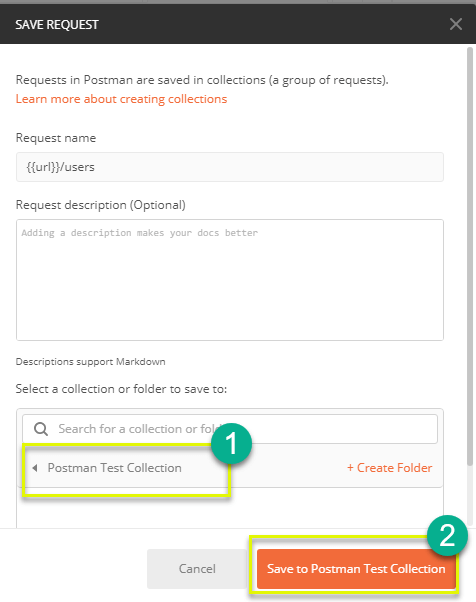 SAVE REQUEST
Requests in Postman are saved in collections (a group of requests).
Learn more about creating collections
Request name
{{url}}/users
Request description (Optional)
Adding a description makes your docs better
Descriptions support Markdown
Select a collection or folder to save to:
Search for a collection or
1
Postman Test Collection
+ Create Folder
2
Cancel
Save to Postman Test Collection